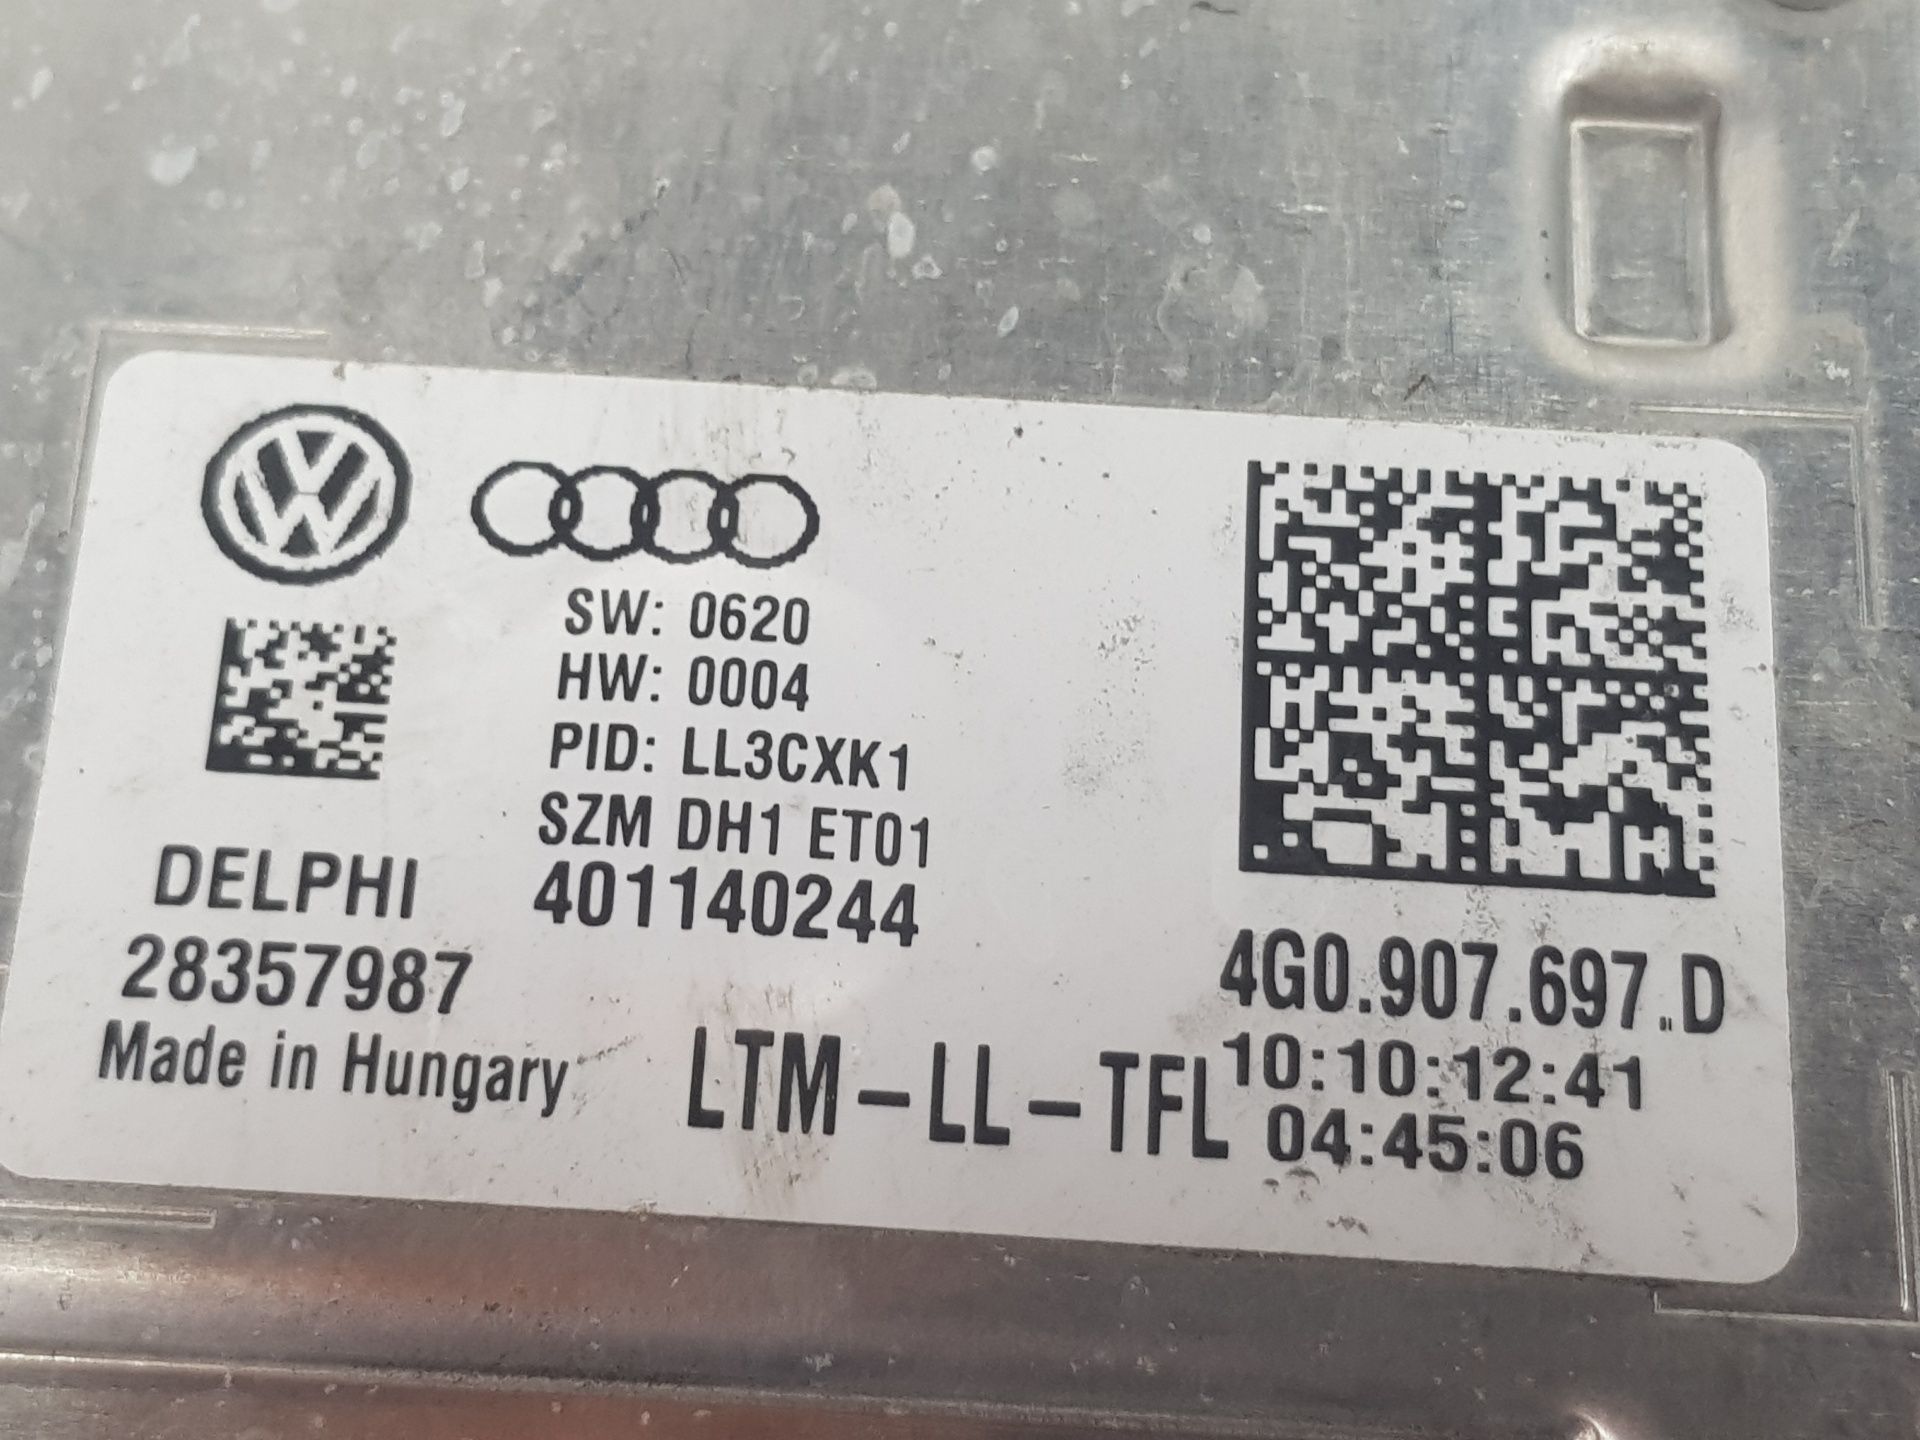 SW: 0620
HW: 0004
PID: LL3CXK1
SZM DH1 ET01
401140244
DELPHI
28357987
Made in Hungary
LTM-LL-TFL
4G0.907.697.D
10:10:12:41
04:45:06